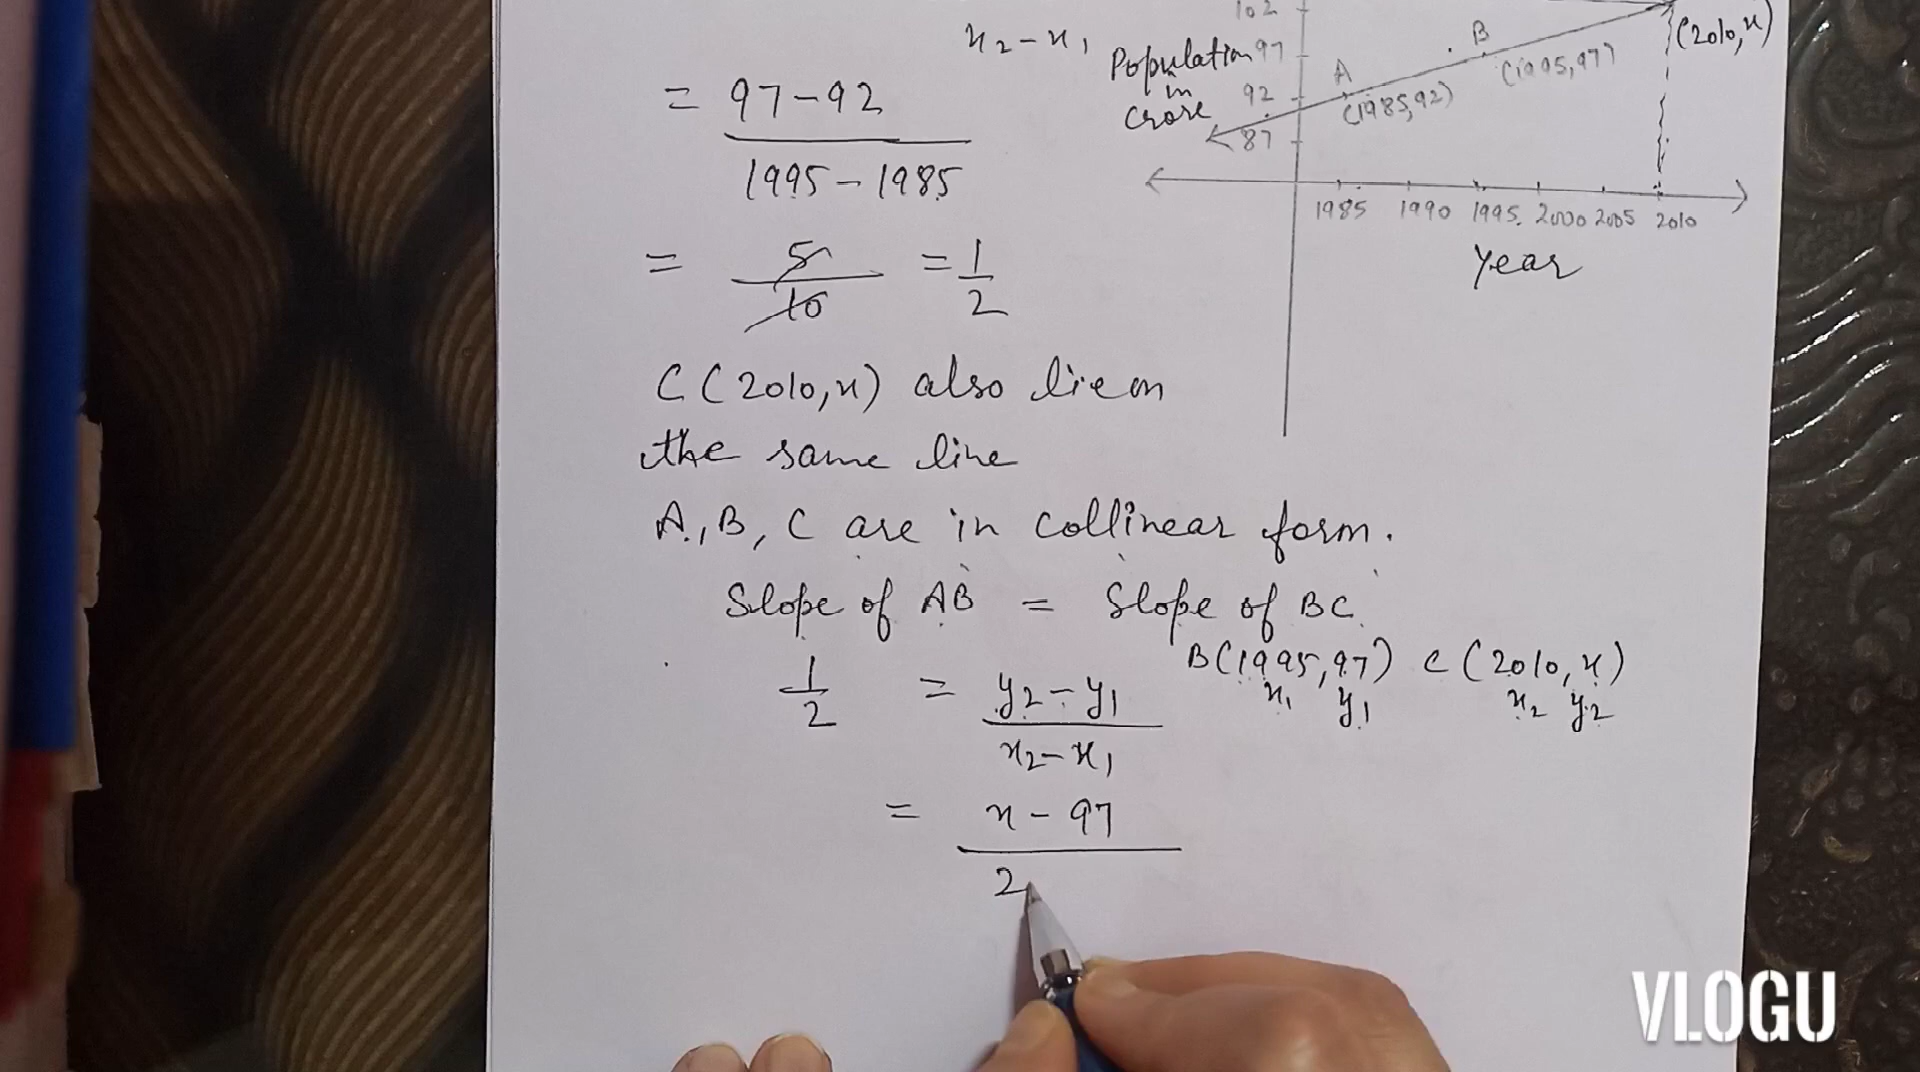 x2 - x1
= 97 - 92
1995 - 1985
= 5
10
= 1
2
C (2010, x) also lie on
the same line
A, B, C are in collinear form.
Slope of AB = Slope of BC
B(1995, 97) C (2010, x)
x1 y1 x2 y2
1
2
= y2 - y1
x2 - x1
= x - 97
2
102
Population 97
in
crore
92
87
A
(1985, 92)
B
(1995, 97)
(2010, x)
1985 1990 1995 2000 2005 2010
Year
VLOGU